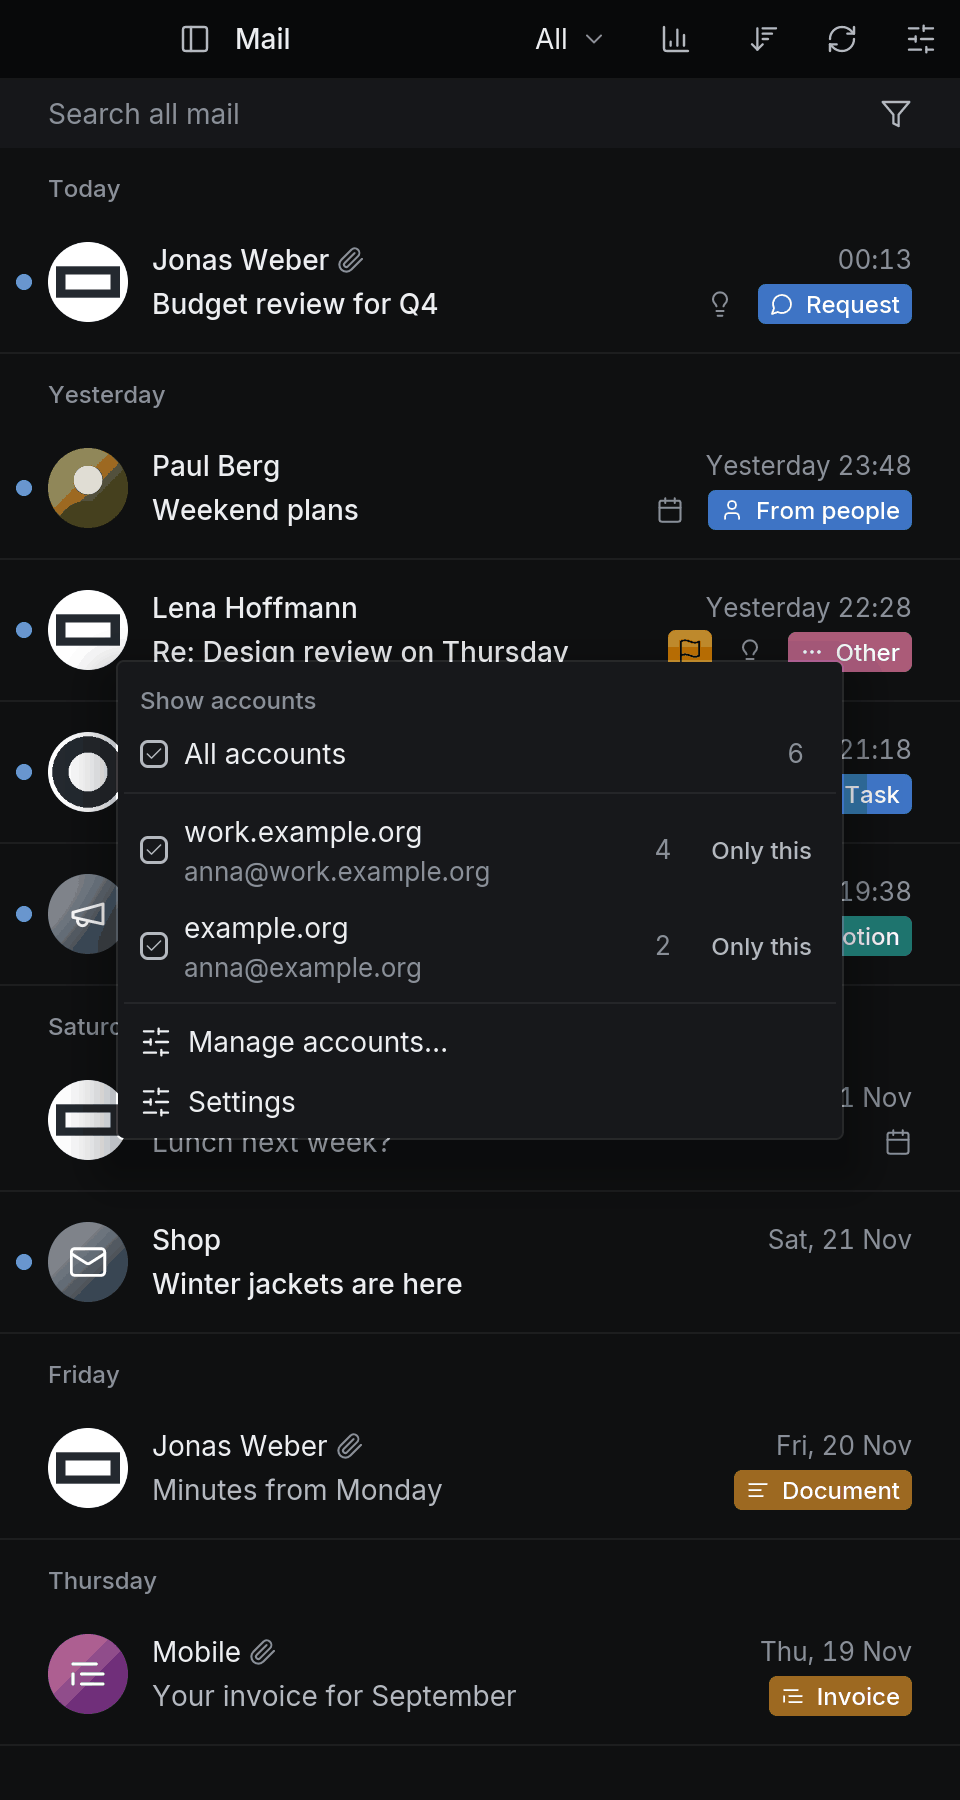 Mail
All
Search all mail
Today
Jonas Weber
00:13
Budget review for Q4
Request
Yesterday
Paul Berg
Yesterday 23:48
Weekend plans
From people
Lena Hoffmann
Yesterday 22:28
Re: Design review on Thursday
Other
Show accounts
All accounts
6
21:18
Task
work.example.org
anna@work.example.org
4
Only this
19:38
otion
example.org
anna@example.org
2
Only this
Manage accounts...
Settings
1 Nov
Lunch next week?
Shop
Sat, 21 Nov
Winter jackets are here
Friday
Jonas Weber
Fri, 20 Nov
Minutes from Monday
Document
Thursday
Mobile
Thu, 19 Nov
Your invoice for September
Invoice